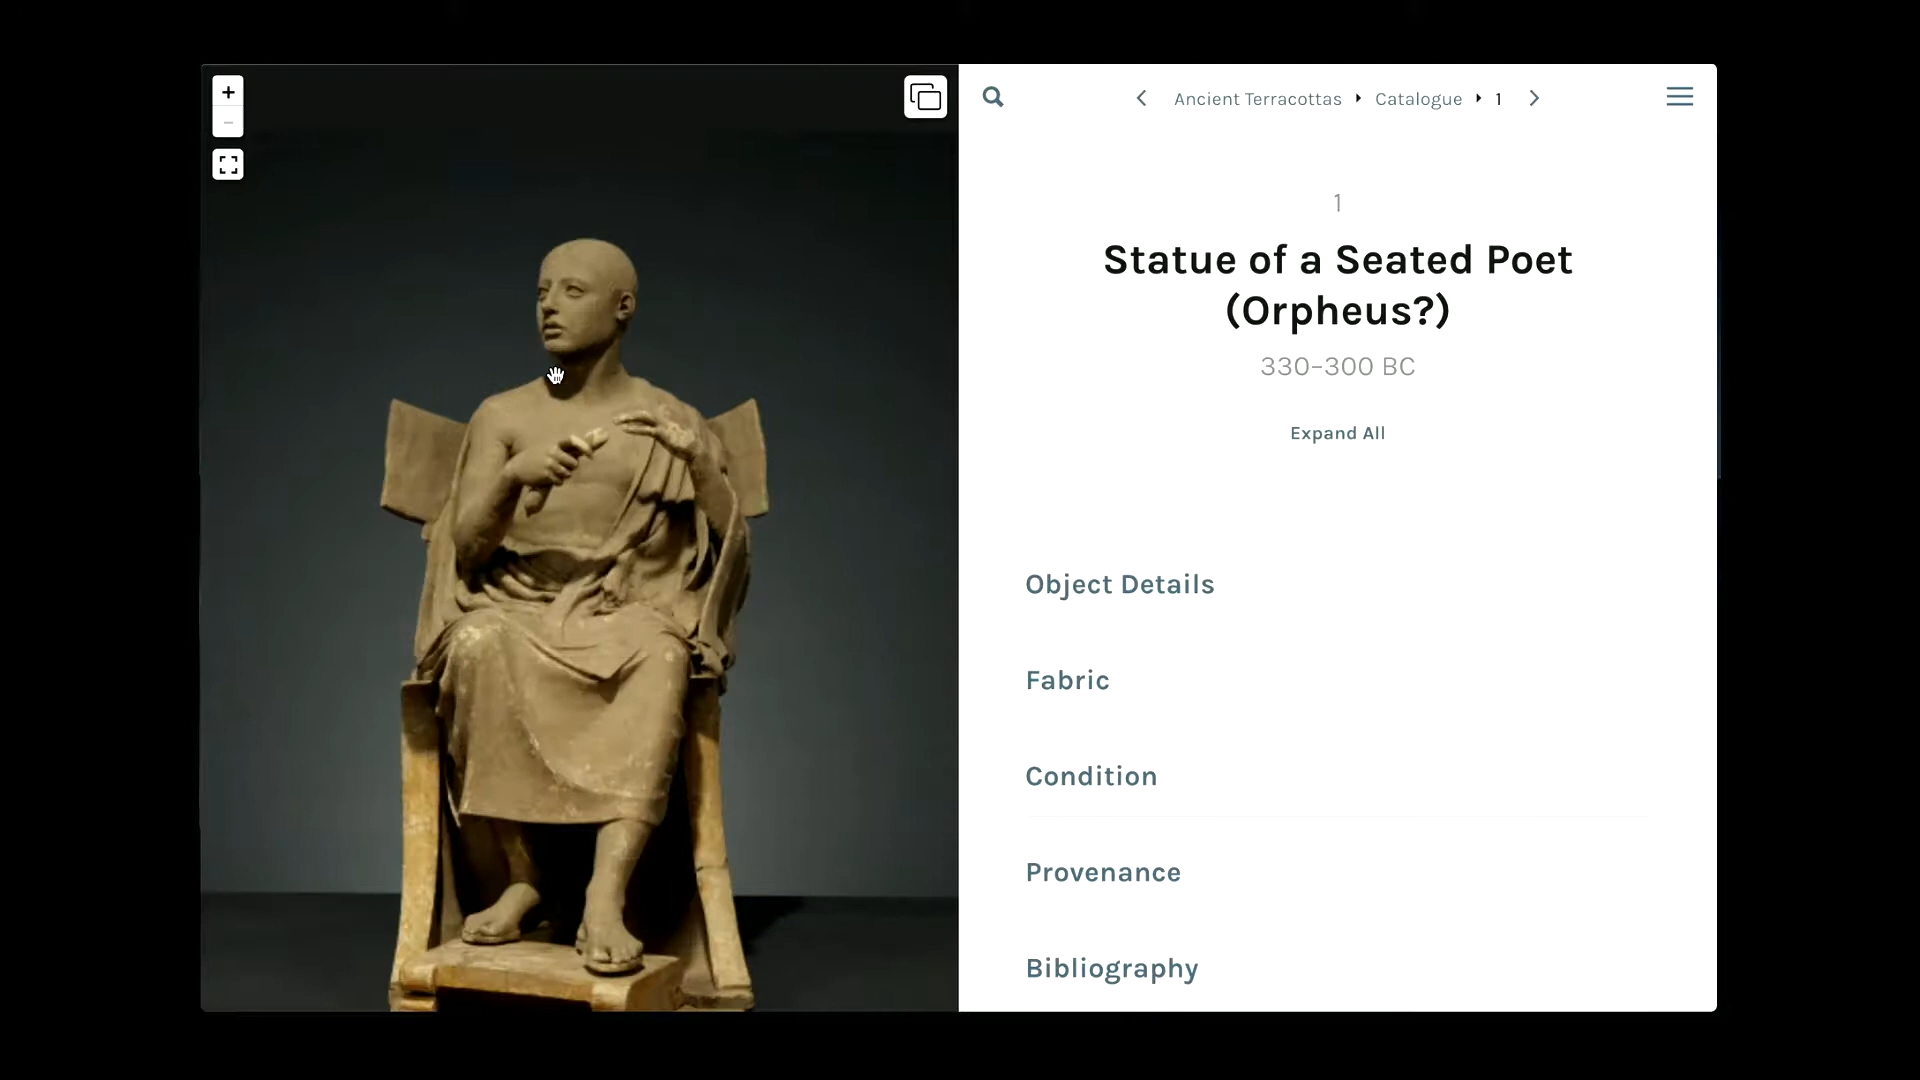 Ancient Terracottas Catalogue 1
1
Statue of a Seated Poet
(Orpheus?)
330–300 BC
Expand All
Object Details
Fabric
Condition
Provenance
Bibliography